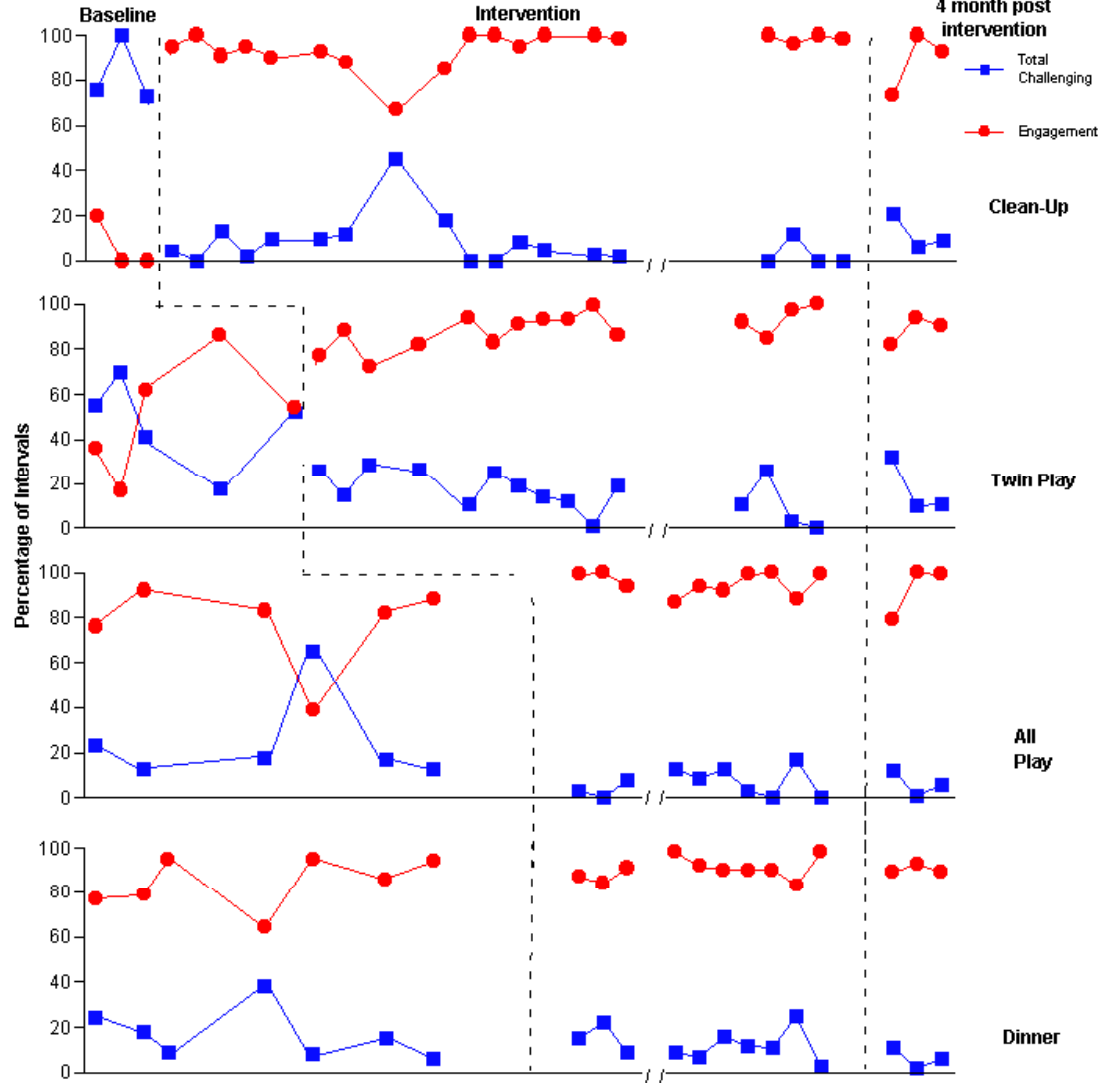 Baseline
Intervention
4 month post
intervention
Total
Challenging
Engagement
100
80
60
40
20
0
Clean-Up
100
80
60
40
20
0
Twin Play
Percentage of Intervals
100
80
60
40
20
0
All
Play
100
80
60
40
20
0
Dinner